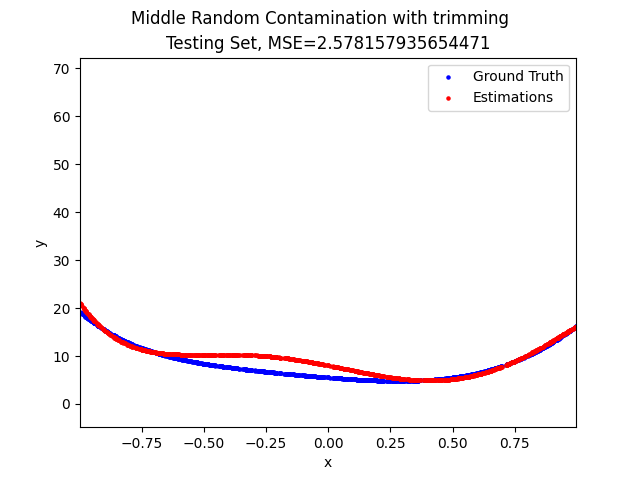 Middle Random Contamination with trimming
Testing Set, MSE=2.578157935654471
Ground Truth
Estimations
70
60
50
40
30
20
10
0
y
−0.75 −0.50 −0.25 0.00 0.25 0.50 0.75
x